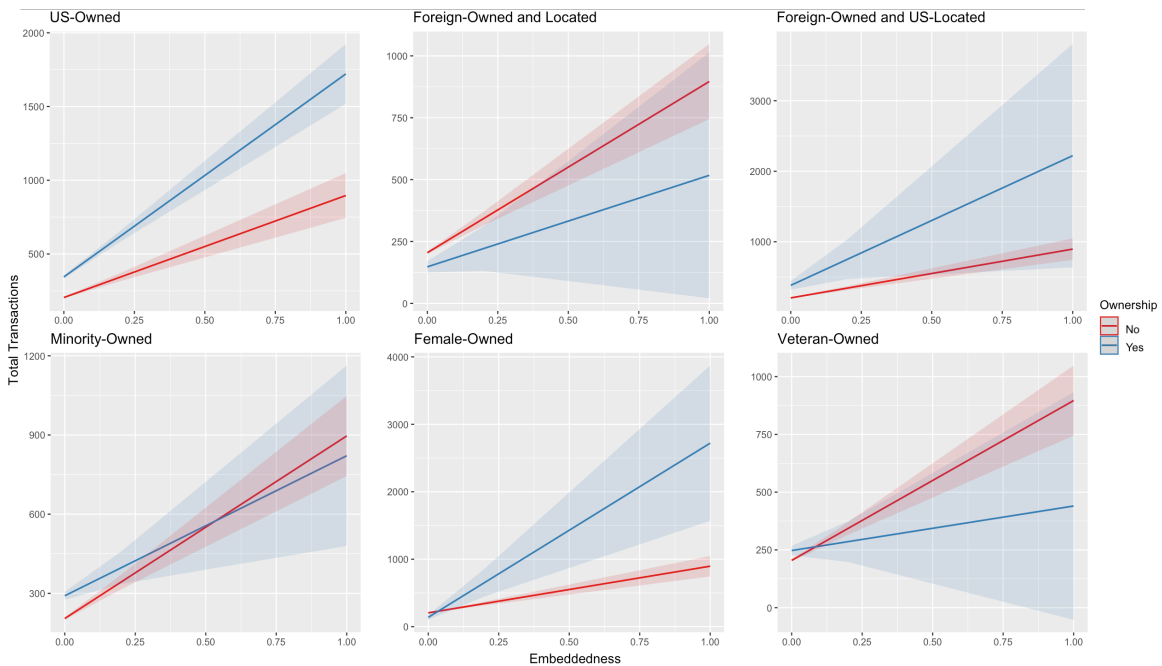 US-Owned
Foreign-Owned and Located
Foreign-Owned and US-Located
2000
1500
1000
500
0.00 0.25 0.50 0.75 1.00
1000
750
500
250
0
0.00 0.25 0.50 0.75 1.00
3000
2000
1000
0.00 0.25 0.50 0.75 1.00
Total Transactions
Minority-Owned
Female-Owned
Veteran-Owned
1200
900
600
300
0.00 0.25 0.50 0.75 1.00
4000
3000
2000
1000
0
0.00 0.25 0.50 0.75 1.00
1000
750
500
250
0
0.00 0.25 0.50 0.75 1.00
Embeddedness
Ownership
No
Yes